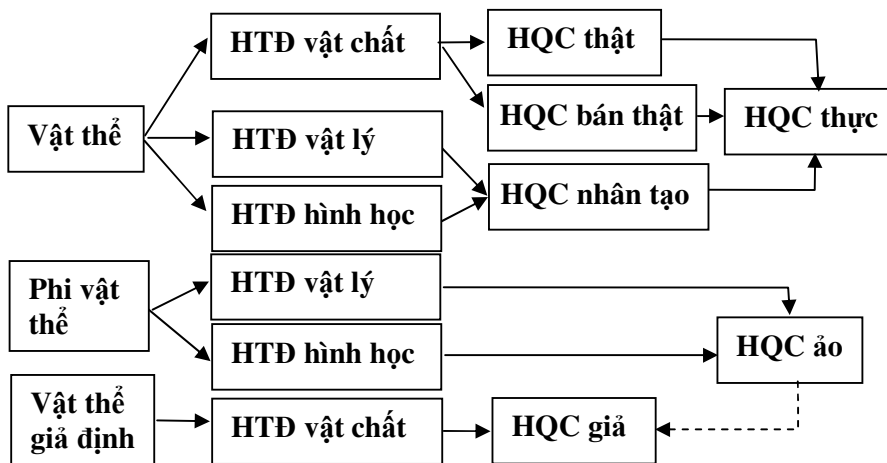 HTĐ vật chất
HQC thật
Vật thể
HTĐ vật lý
HQC bán thật
HQC thực
HTĐ hình học
HQC nhân tạo
Phi vật
thể
HTĐ vật lý
HTĐ hình học
HQC ảo
Vật thể
giả định
HTĐ vật chất
HQC giả